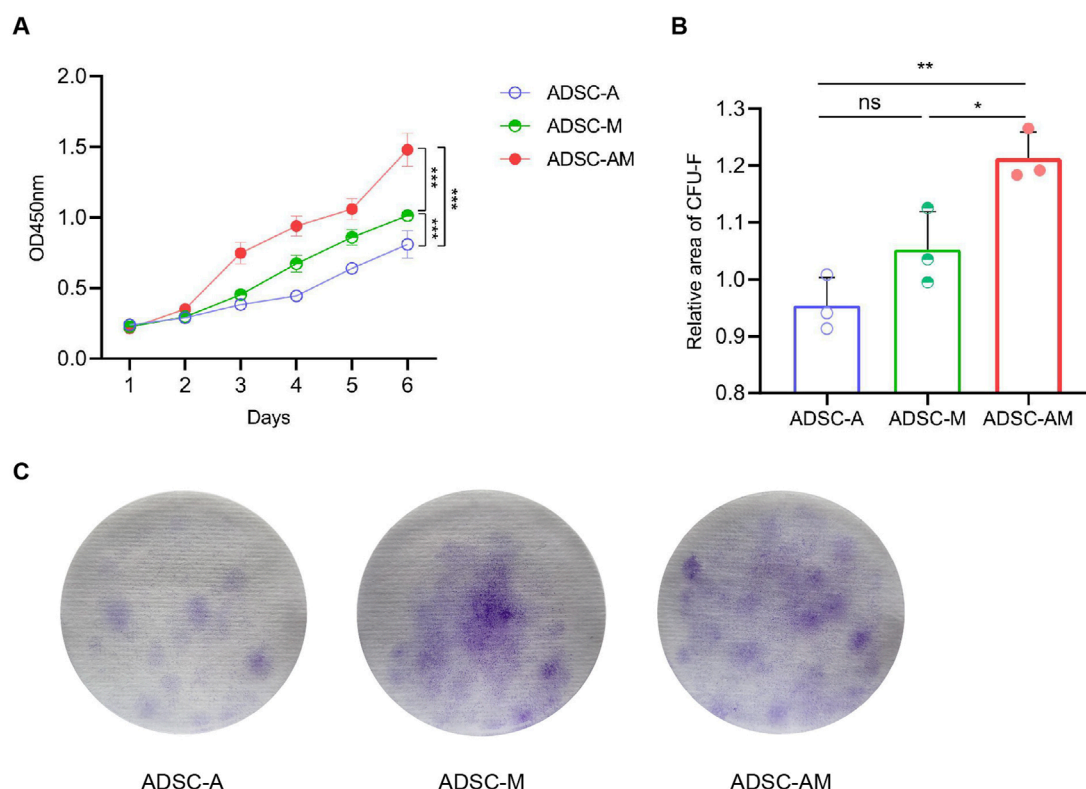 A
2.0
1.5
1.0
0.5
0.0
OD450nm
1 2 3 4 5 6
Days
ADSC-A
ADSC-M
ADSC-AM
***
***
***
B
**
ns
*
1.3
1.2
1.1
1.0
0.9
0.8
Relative area of CFU-F
ADSC-A ADSC-M ADSC-AM
C
ADSC-A ADSC-M ADSC-AM